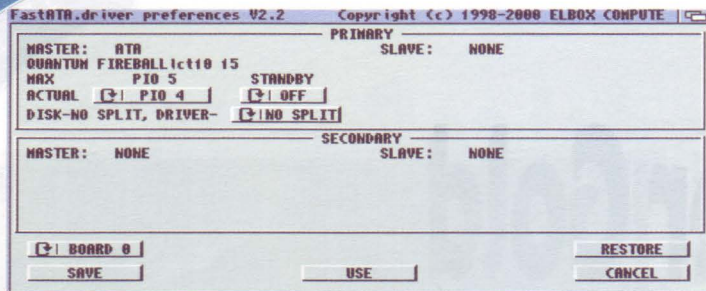 FastATA.driver preferences V2.2 Copyright (c) 1998-2000 ELBOX COMPUTE
PRIMARY
MASTER: ATA SLAVE: NONE
QUANTUM FIREBALLlct10 15
MAX PIO 5 STANDBY
ACTUAL PIO 4 OFF
DISK-NO SPLIT, DRIVER- NO SPLIT
SECONDARY
MASTER: NONE SLAVE: NONE
BOARD 0 RESTORE
SAVE USE CANCEL